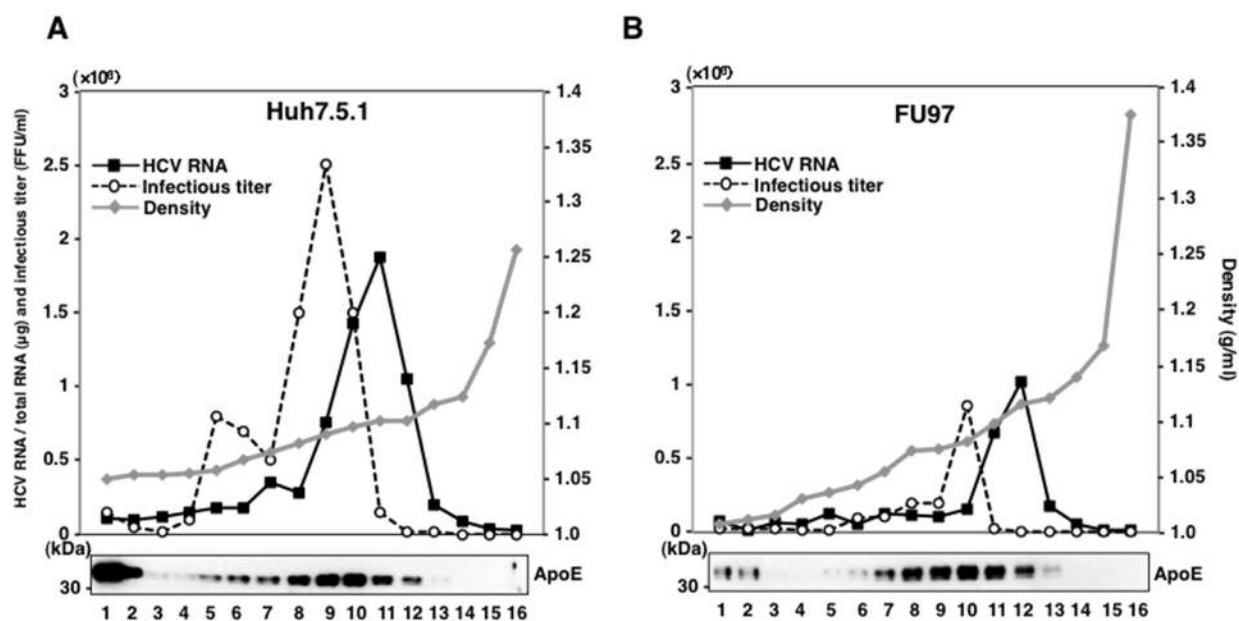 A
(×10⁶)
Huh7.5.1
HCV RNA
Infectious titer
Density
HCV RNA / total RNA (µg) and infectious titer (FFU/ml)
3
2.5
2
1.5
1
0.5
0
1.4
1.35
1.3
1.25
1.2
1.15
1.1
1.05
1.0
(kDa)
30
ApoE
1 2 3 4 5 6 7 8 9 10 11 12 13 14 15 16
B
(×10⁶)
FU97
HCV RNA
Infectious titer
Density
3
2.5
2
1.5
1
0.5
0
1.4
1.35
1.3
1.25
1.2
1.15
1.1
1.05
1.0
Density (g/ml)
(kDa)
30
ApoE
1 2 3 4 5 6 7 8 9 10 11 12 13 14 15 16